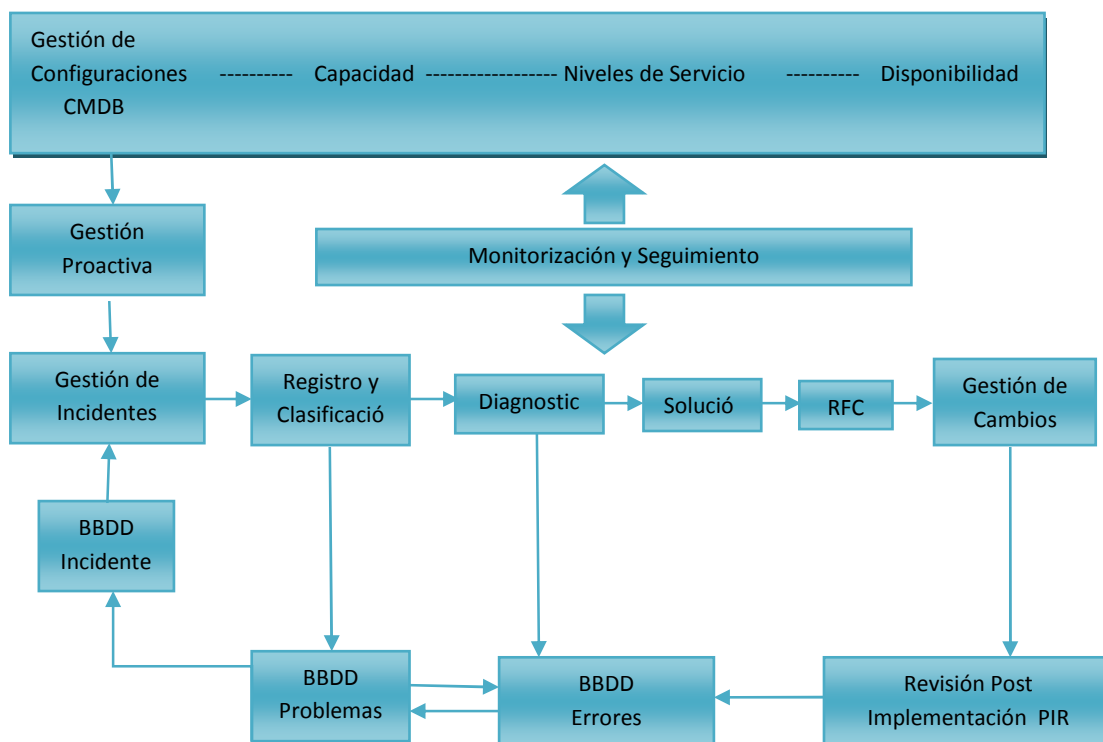 Gestión de
Configuraciones ---------- Capacidad ------------------ Niveles de Servicio ---------- Disponibilidad
CMDB
Gestión
Proactiva
Monitorización y Seguimiento
Gestión de
Incidentes
Registro y
Clasificació
Diagnostic
Solució
RFC
Gestión de
Cambios
BBDD
Incidente
BBDD
Problemas
BBDD
Errores
Revisión Post
Implementación PIR